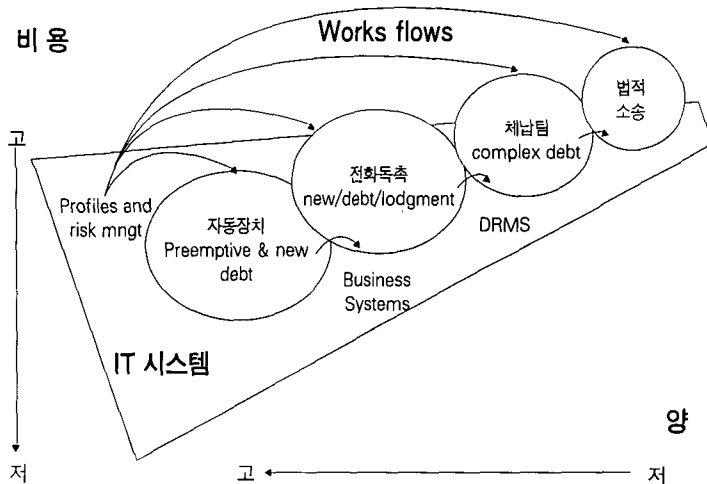 비 용
Works flows
법적
소송
고
체납팀
complex debt
전화독촉
new/debt/lodgment
Profiles and
risk mngt
자동장치
Preemptive & new
debt
DRMS
Business
Systems
IT 시스템
양
저
고
저